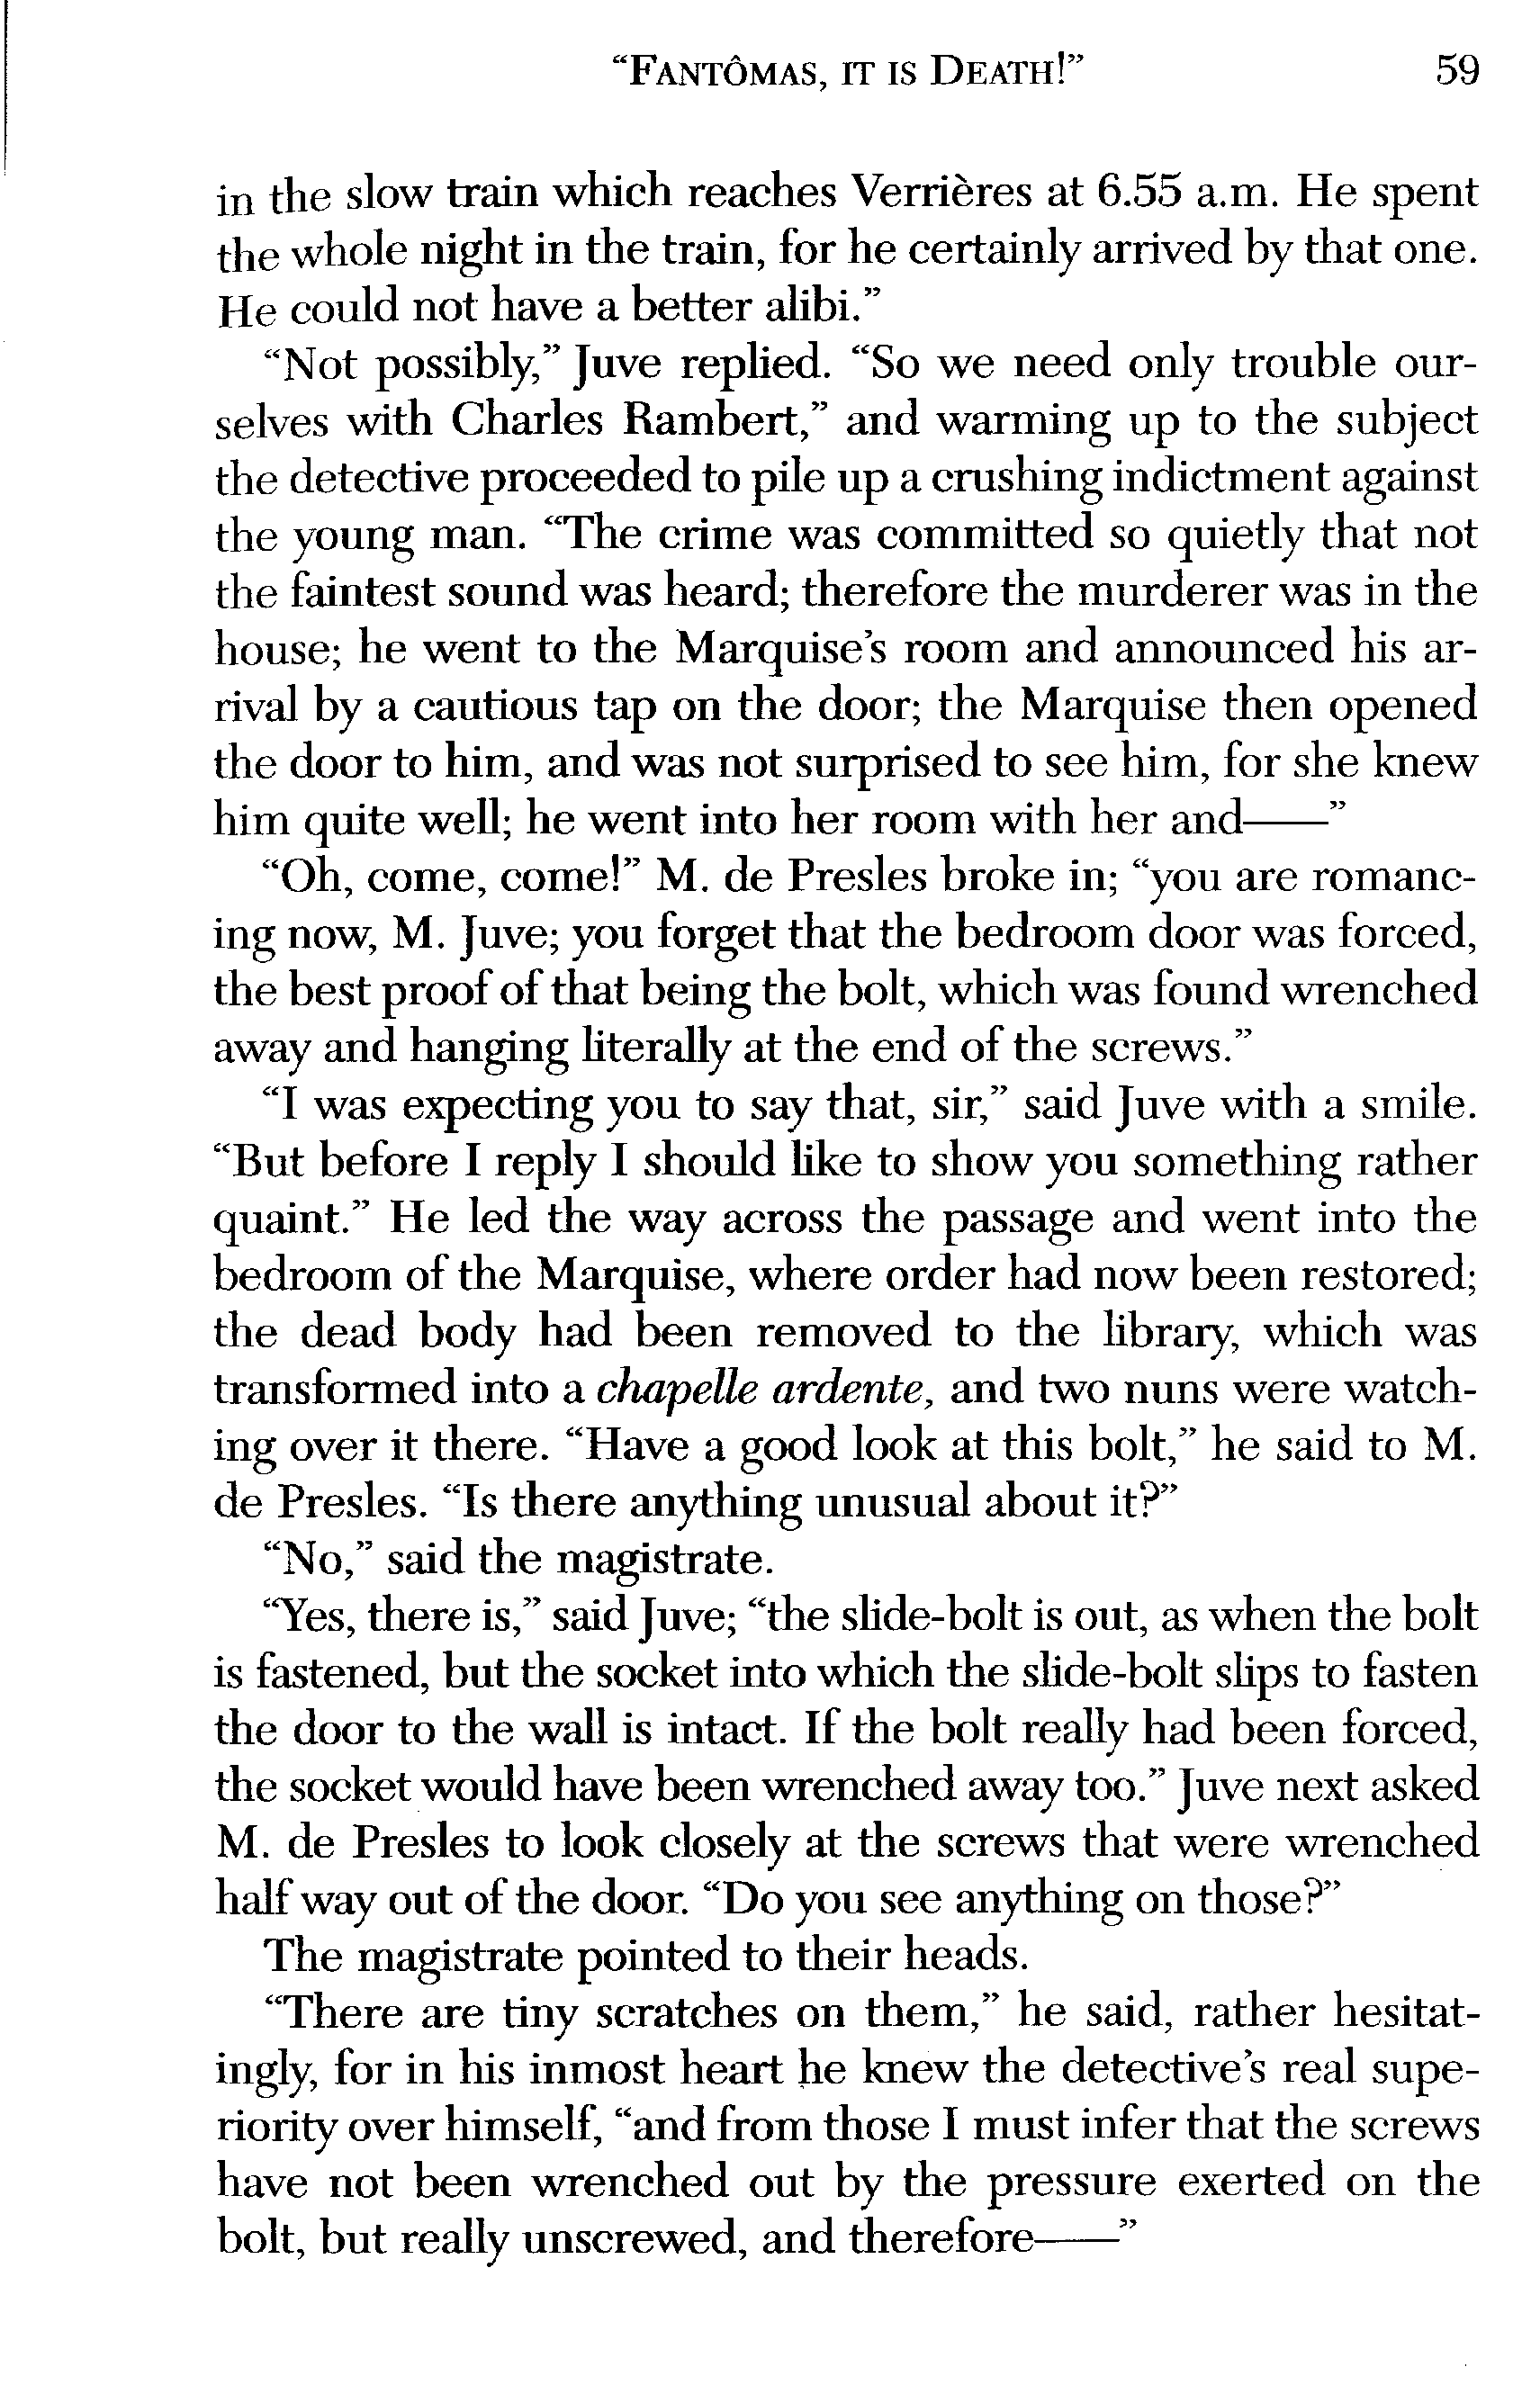 “FANTÔMAS, IT IS DEATH!” 59
in the slow train which reaches Verrières at 6.55 a.m. He spent
the whole night in the train, for he certainly arrived by that one.
He could not have a better alibi.”
“Not possibly,” Juve replied. “So we need only trouble our-
selves with Charles Rambert,” and warming up to the subject
the detective proceeded to pile up a crushing indictment against
the young man. “The crime was committed so quietly that not
the faintest sound was heard; therefore the murderer was in the
house; he went to the Marquise’s room and announced his ar-
rival by a cautious tap on the door; the Marquise then opened
the door to him, and was not surprised to see him, for she knew
him quite well; he went into her room with her and——”
“Oh, come, come!” M. de Presles broke in; “you are romanc-
ing now, M. Juve; you forget that the bedroom door was forced,
the best proof of that being the bolt, which was found wrenched
away and hanging literally at the end of the screws.”
“I was expecting you to say that, sir,” said Juve with a smile.
“But before I reply I should like to show you something rather
quaint.” He led the way across the passage and went into the
bedroom of the Marquise, where order had now been restored;
the dead body had been removed to the library, which was
transformed into a chapelle ardente, and two nuns were watch-
ing over it there. “Have a good look at this bolt,” he said to M.
de Presles. “Is there anything unusual about it?”
“No,” said the magistrate.
“Yes, there is,” said Juve; “the slide-bolt is out, as when the bolt
is fastened, but the socket into which the slide-bolt slips to fasten
the door to the wall is intact. If the bolt really had been forced,
the socket would have been wrenched away too.” Juve next asked
M. de Presles to look closely at the screws that were wrenched
half way out of the door. “Do you see anything on those?”
The magistrate pointed to their heads.
“There are tiny scratches on them,” he said, rather hesitat-
ingly, for in his inmost heart he knew the detective’s real supe-
riority over himself, “and from those I must infer that the screws
have not been wrenched out by the pressure exerted on the
bolt, but really unscrewed, and therefore——”